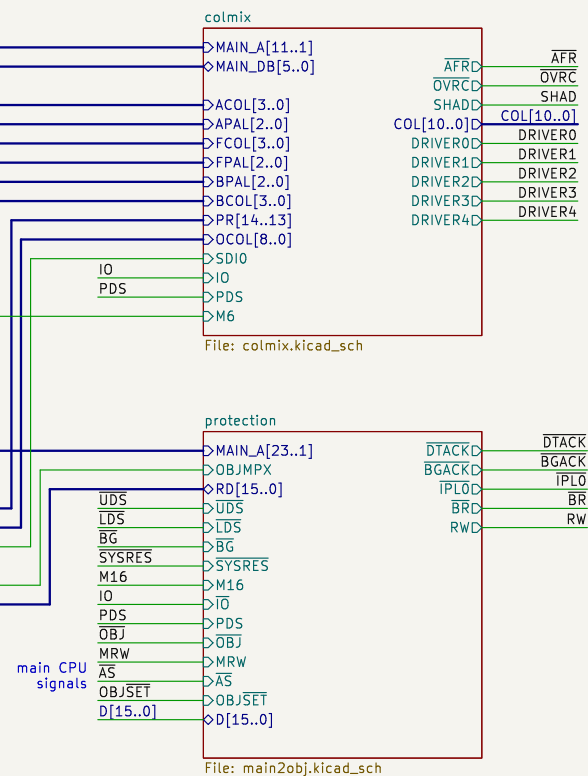 colmix
MAIN_A[11..1]
MAIN_DB[5..0]
ACOL[3..0]
APAL[2..0]
FCOL[3..0]
FPAL[2..0]
BPAL[2..0]
BCOL[3..0]
PR[14..13]
OCOL[8..0]
SDI0
IO IO
PDS PDS
M6
AFR AFR
OVRC OVRC
SHAD SHAD
COL[10..0] COL[10..0]
DRIVER0 DRIVER0
DRIVER1 DRIVER1
DRIVER2 DRIVER2
DRIVER3 DRIVER3
DRIVER4 DRIVER4
File: colmix.kicad_sch
protection
MAIN_A[23..1]
OBJMPX
RD[15..0]
UDS UDS
LDS LDS
BG BG
SYSRES SYSRES
M16 M16
IO IO
PDS PDS
OBJ OBJ
MRW MRW
AS AS
OBJSET OBJSET
D[15..0] D[15..0]
main CPU
signals
DTACK DTACK
BGACK BGACK
IPL0 IPL0
BR BR
RW RW
File: main2obj.kicad_sch